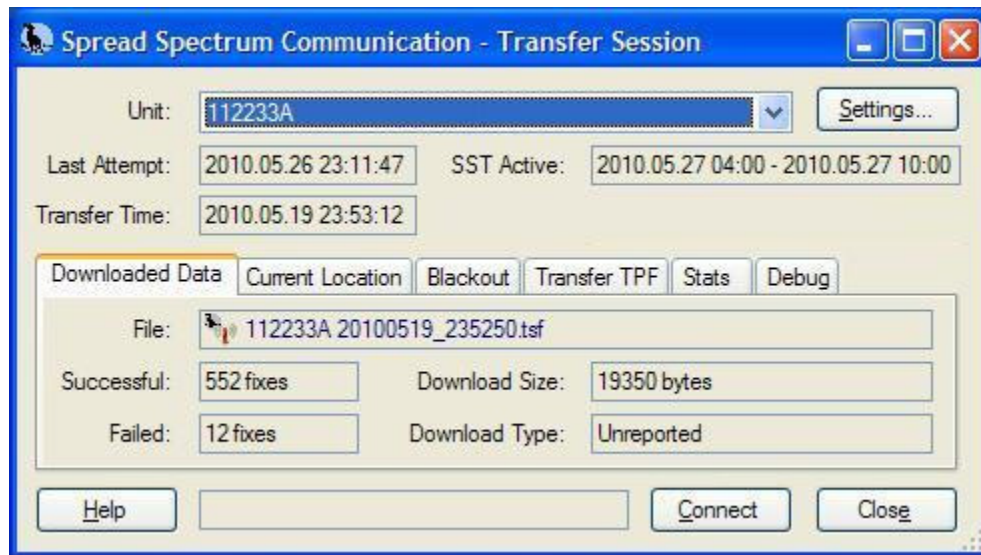 Spread Spectrum Communication - Transfer Session
Unit: 112233A Settings...
Last Attempt: 2010.05.26 23:11:47 SST Active: 2010.05.27 04:00 - 2010.05.27 10:00
Transfer Time: 2010.05.19 23:53:12
Downloaded Data Current Location Blackout Transfer TPF Stats Debug
File: 112233A 20100519_235250.tsf
Successful: 552 fixes Download Size: 19350 bytes
Failed: 12 fixes Download Type: Unreported
Help Connect Close